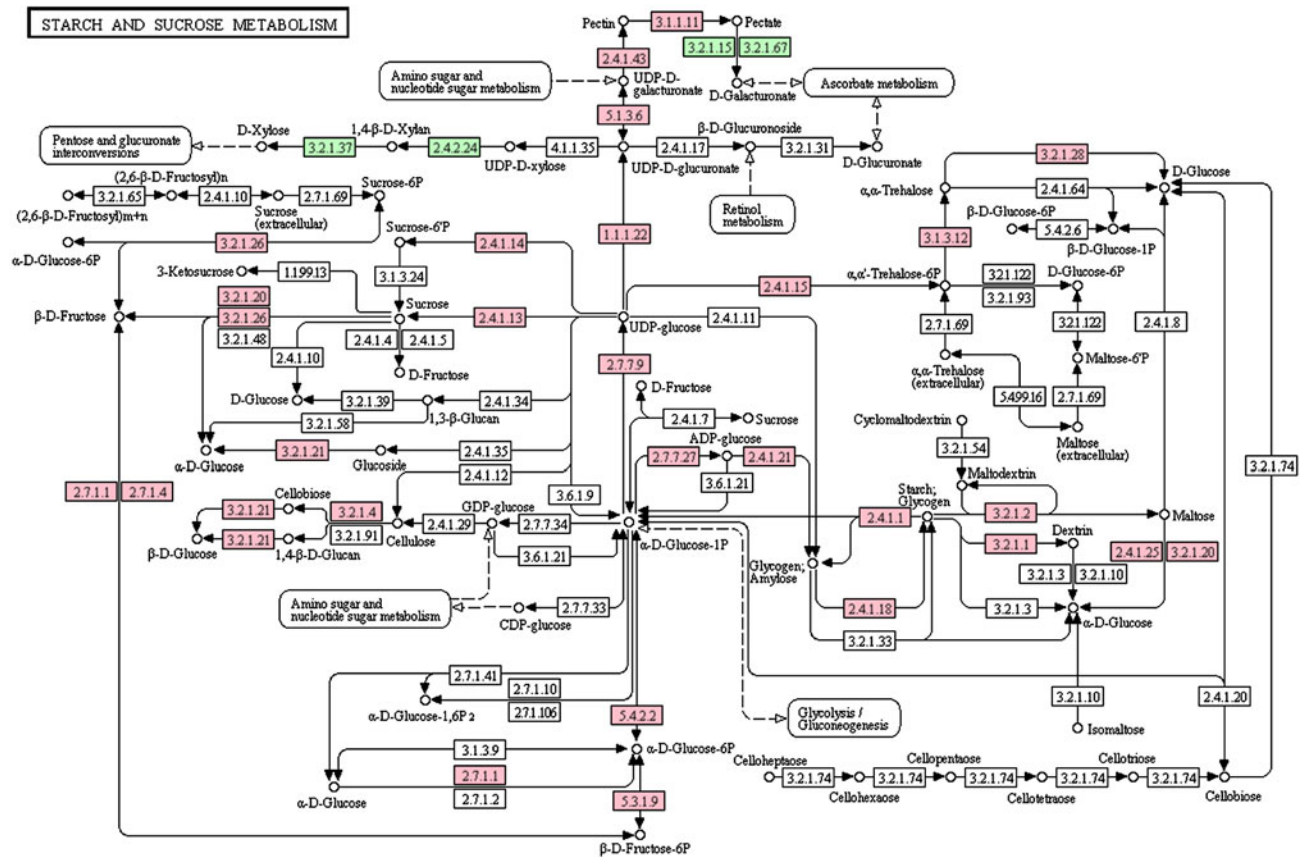 STARCH AND SUCROSE METABOLISM
Pectin
3.1.1.11
Pectate
2.4.1.43
3.2.1.15
3.2.1.67
Amino sugar and
nucleotide sugar metabolism
UDP-D-
galacturonate
D-Galacturonate
Ascorbate metabolism
5.1.3.6
Pentose and glucuronate
interconversions
D-Xylose
3.2.1.37
1,4-β-D-Xylan
2.4.2.24
UDP-D-xylose
4.1.1.35
UDP-D-glucuronate
2.4.1.17
β-D-Glucuronoside
3.2.1.31
D-Glucuronate
Retinol
metabolism
(2,6-β-D-Fructosyl)n
3.2.1.65
2.4.1.10
2.7.1.69
Sucrose-6P
(2,6-β-D-Fructosyl)m+n
Sucrose
(extracellular)
α-D-Glucose-6P
3.2.1.26
Sucrose-6'P
2.4.1.14
1.1.1.22
3.2.1.28
D-Glucose
α,α-Trehalose
2.4.1.64
β-D-Glucose-6P
5.4.2.6
β-D-Glucose-1P
3.1.3.12
3-Ketosucrose
1.1.99.13
3.1.3.24
2.4.1.15
α,α'-Trehalose-6P
3.2.1.122
3.2.1.93
D-Glucose-6P
3.2.1.20
β-D-Fructose
3.2.1.26
3.2.1.48
Sucrose
2.4.1.13
UDP-glucose
2.4.1.11
2.7.1.69
3.2.1.122
2.4.1.8
2.4.1.10
2.4.1.4
2.4.1.5
D-Fructose
2.7.7.9
α,α-Trehalose
(extracellular)
Maltose-6'P
5.4.99.16
2.7.1.69
D-Glucose
3.2.1.39
1,3-β-Glucan
2.4.1.34
3.2.1.58
D-Fructose
2.4.1.7
Sucrose
Cyclomaltodextrin
Maltose
(extracellular)
3.2.1.54
α-D-Glucose
3.2.1.21
Glucoside
2.4.1.35
2.4.1.12
ADP-glucose
2.7.7.27
2.4.1.21
3.6.1.21
Maltodextrin
3.2.1.74
2.7.1.1
2.7.1.4
Cellobiose
3.2.1.21
3.2.1.4
3.2.1.21
3.2.1.91
β-D-Glucose
1,4-β-D-Glucan
Cellulose
2.4.1.29
GDP-glucose
2.7.7.34
3.6.1.21
3.6.1.9
α-D-Glucose-1P
Starch;
Glycogen
2.4.1.1
3.2.1.2
Maltose
3.2.1.1
Dextrin
2.4.1.25
3.2.1.20
Glycogen;
Amylose
3.2.1.3
3.2.1.10
2.4.1.18
3.2.1.3
α-D-Glucose
3.2.1.33
Amino sugar and
nucleotide sugar metabolism
CDP-glucose
2.7.7.33
2.7.1.41
2.7.1.10
2.7.1.106
α-D-Glucose-1,6P2
5.4.2.2
Glycolysis /
Gluconeogenesis
3.2.1.10
Isomaltose
2.4.1.20
3.1.3.9
α-D-Glucose-6P
2.7.1.1
2.7.1.2
α-D-Glucose
5.3.1.9
β-D-Fructose-6P
Celloheptaose
3.2.1.74
Cellohexaose
3.2.1.74
Cellopentaose
3.2.1.74
Cellotetraose
3.2.1.74
Cellotriose
3.2.1.74
Cellobiose